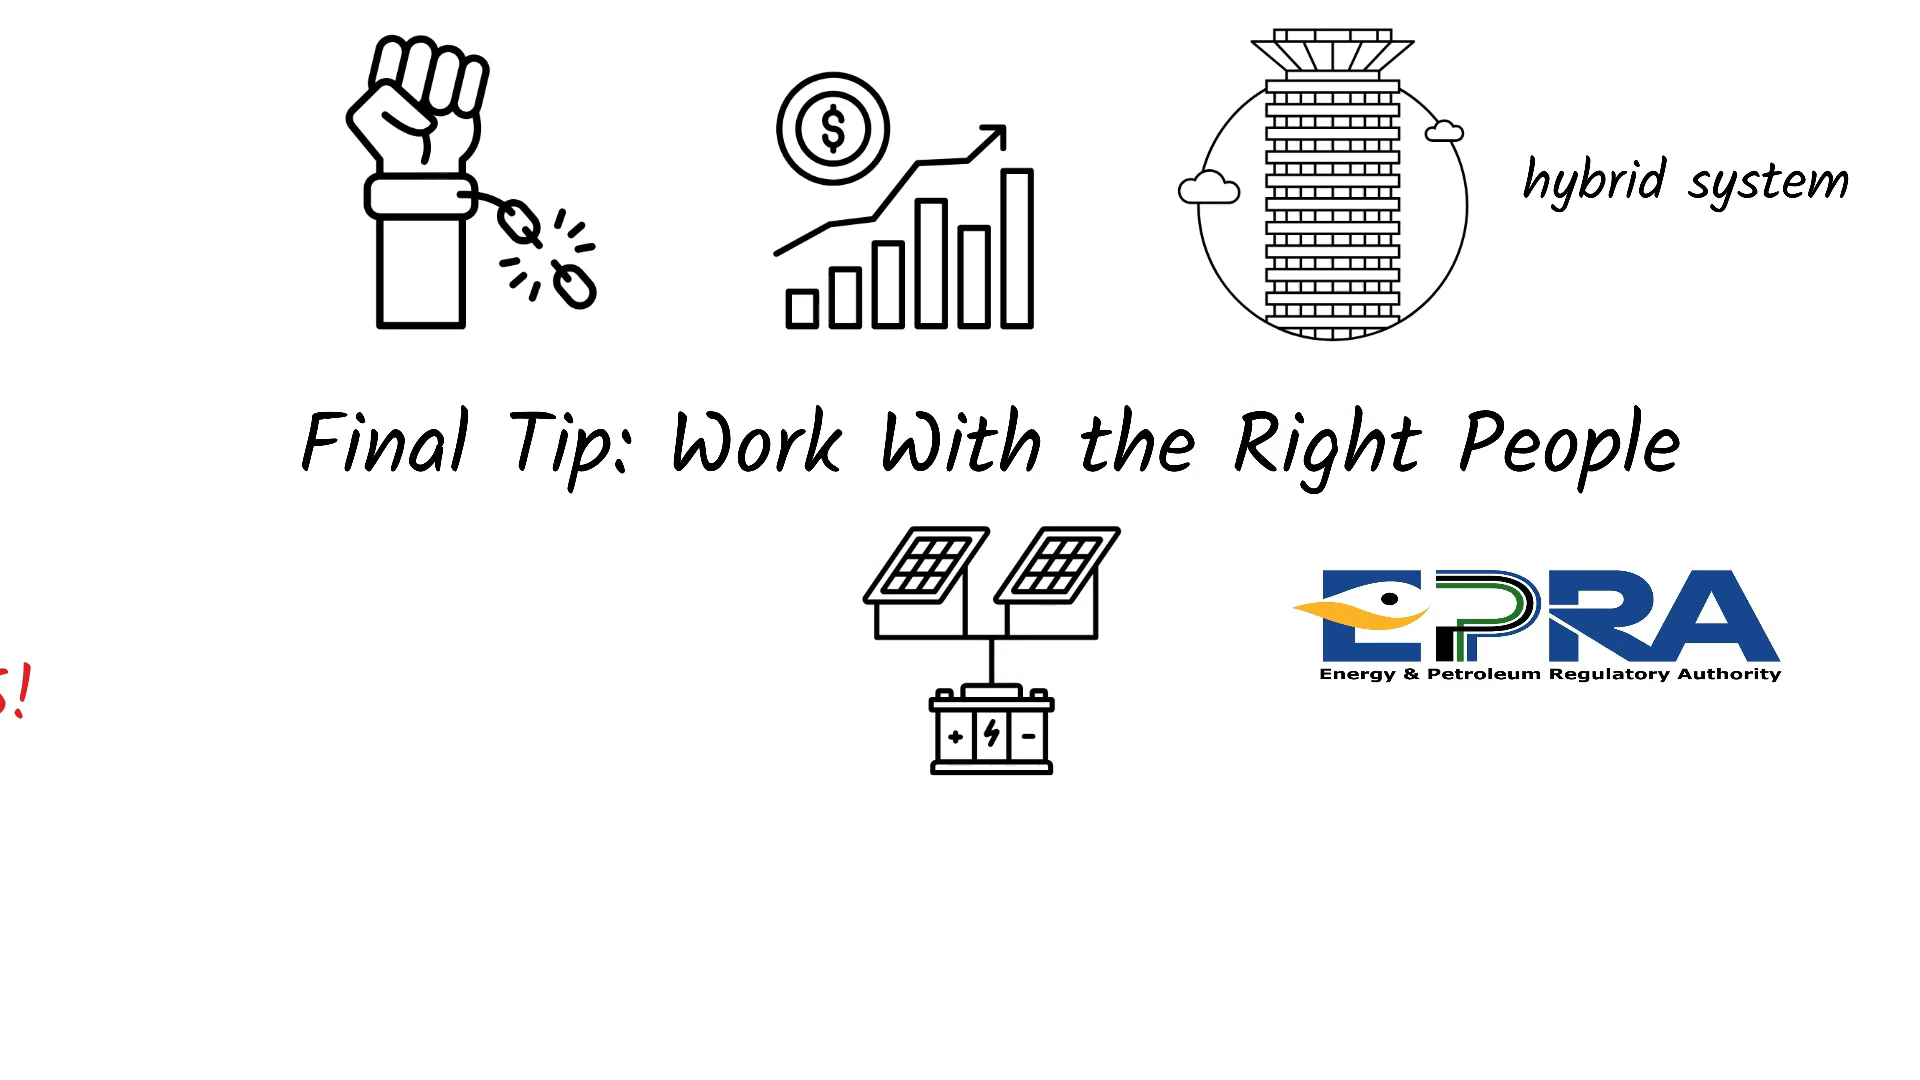 hybrid system
Final Tip: Work With the Right People
EPRA
Energy & Petroleum Regulatory Authority